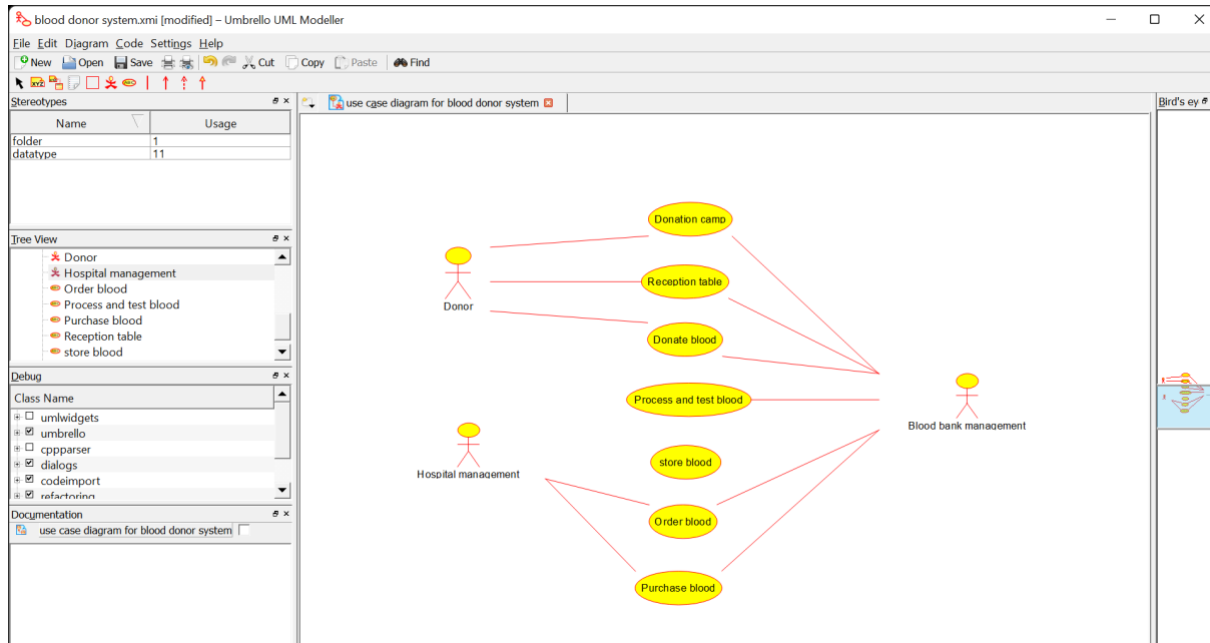 blood donor system.xmi [modified] – Umbrello UML Modeller
File Edit Diagram Code Settings Help
New Open Save Cut Copy Paste Find
XYZ
Stereotypes
Name Usage
folder 1
datatype 11
Tree View
Donor
Hospital management
Order blood
Process and test blood
Purchase blood
Reception table
store blood
Debug
Class Name
umlwidgets
umbrello
cppparser
dialogs
codeimport
refactoring
Documentation
use case diagram for blood donor system
use case diagram for blood donor system
Donation camp
Reception table
Donor
Donate blood
Process and test blood
Blood bank management
store blood
Hospital management
Order blood
Purchase blood
Bird's ey